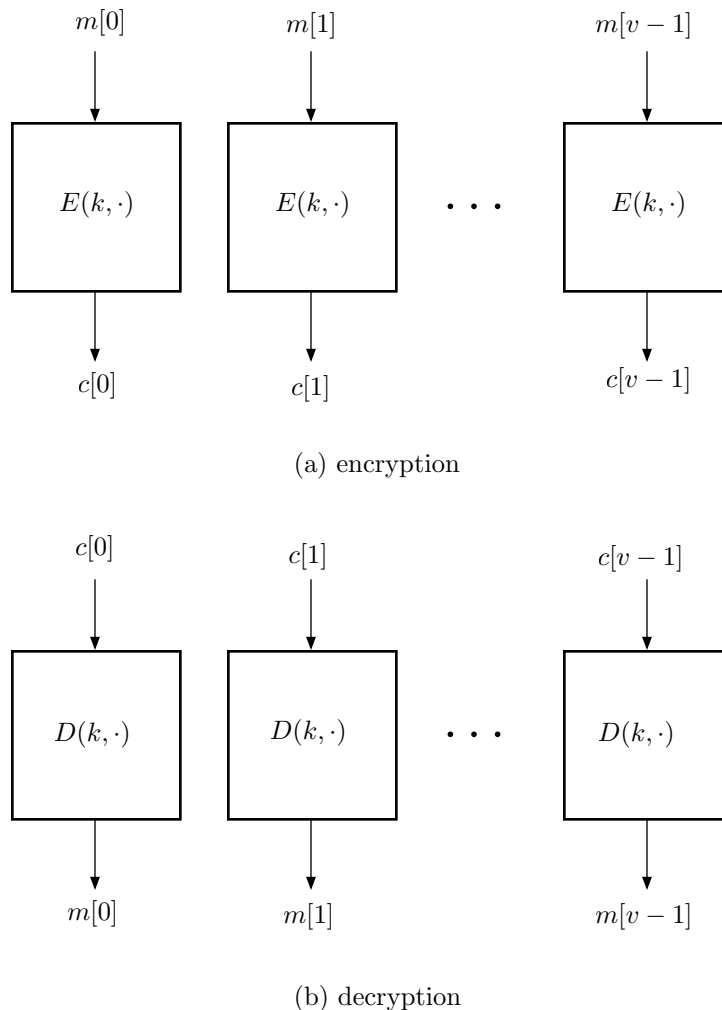 m[0] m[1] m[v − 1]
E(k, ·) E(k, ·) · · · E(k, ·)
c[0] c[1] c[v − 1]
(a) encryption
c[0] c[1] c[v − 1]
D(k, ·) D(k, ·) · · · D(k, ·)
m[0] m[1] m[v − 1]
(b) decryption